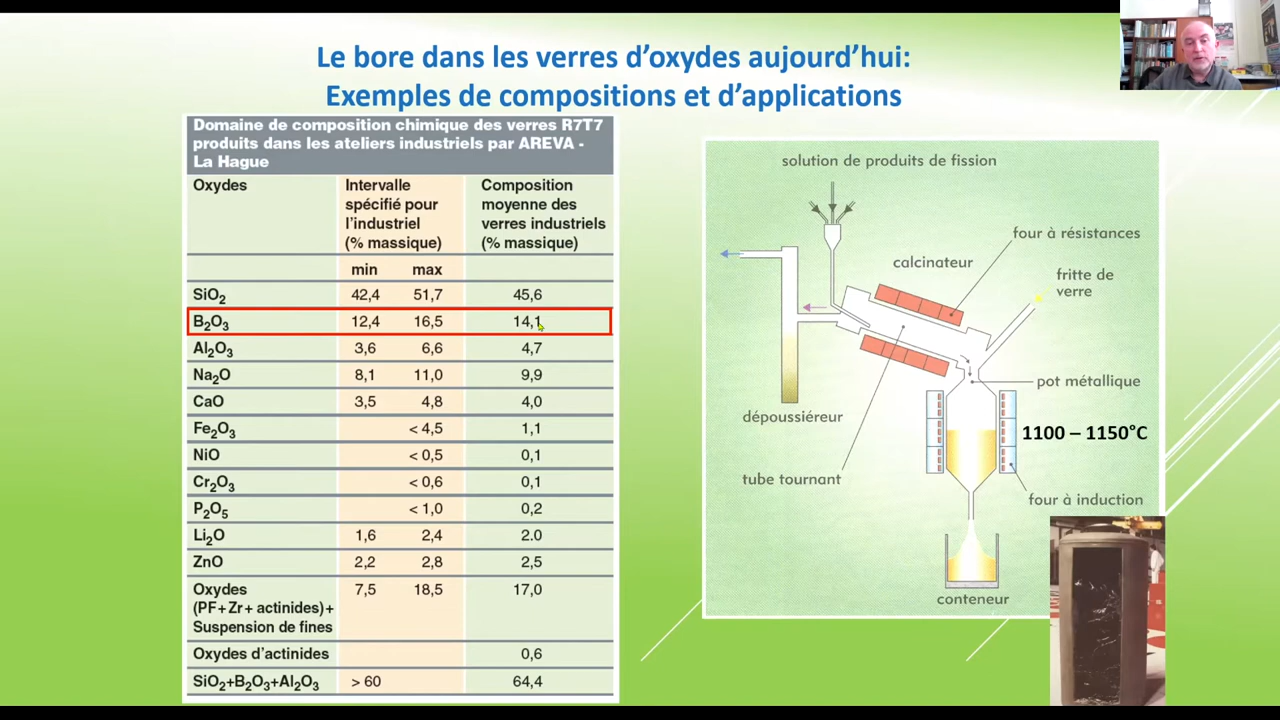 Le bore dans les verres d’oxydes aujourd’hui:
Exemples de compositions et d’applications
Domaine de composition chimique des verres R7T7
produits dans les ateliers industriels par AREVA -
La Hague
Oxydes
Intervalle
spécifié pour
l’industriel
(% massique)
Composition
moyenne des
verres industriels
(% massique)
min max
SiO₂ 42,4 51,7 45,6
B₂O₃ 12,4 16,5 14,1
Al₂O₃ 3,6 6,6 4,7
Na₂O 8,1 11,0 9,9
CaO 3,5 4,8 4,0
Fe₂O₃ < 4,5 1,1
NiO < 0,5 0,1
Cr₂O₃ < 0,6 0,1
P₂O₅ < 1,0 0,2
Li₂O 1,6 2,4 2.0
ZnO 2,2 2,8 2,5
Oxydes 7,5 18,5 17,0
(PF+Zr+ actinides)+
Suspension de fines
Oxydes d’actinides 0,6
SiO₂+B₂O₃+Al₂O₃ > 60 64,4
solution de produits de fission
four à résistances
calcinateur
fritte de
verre
pot métallique
dépoussiéreur
1100 – 1150°C
tube tournant
four à induction
conteneur